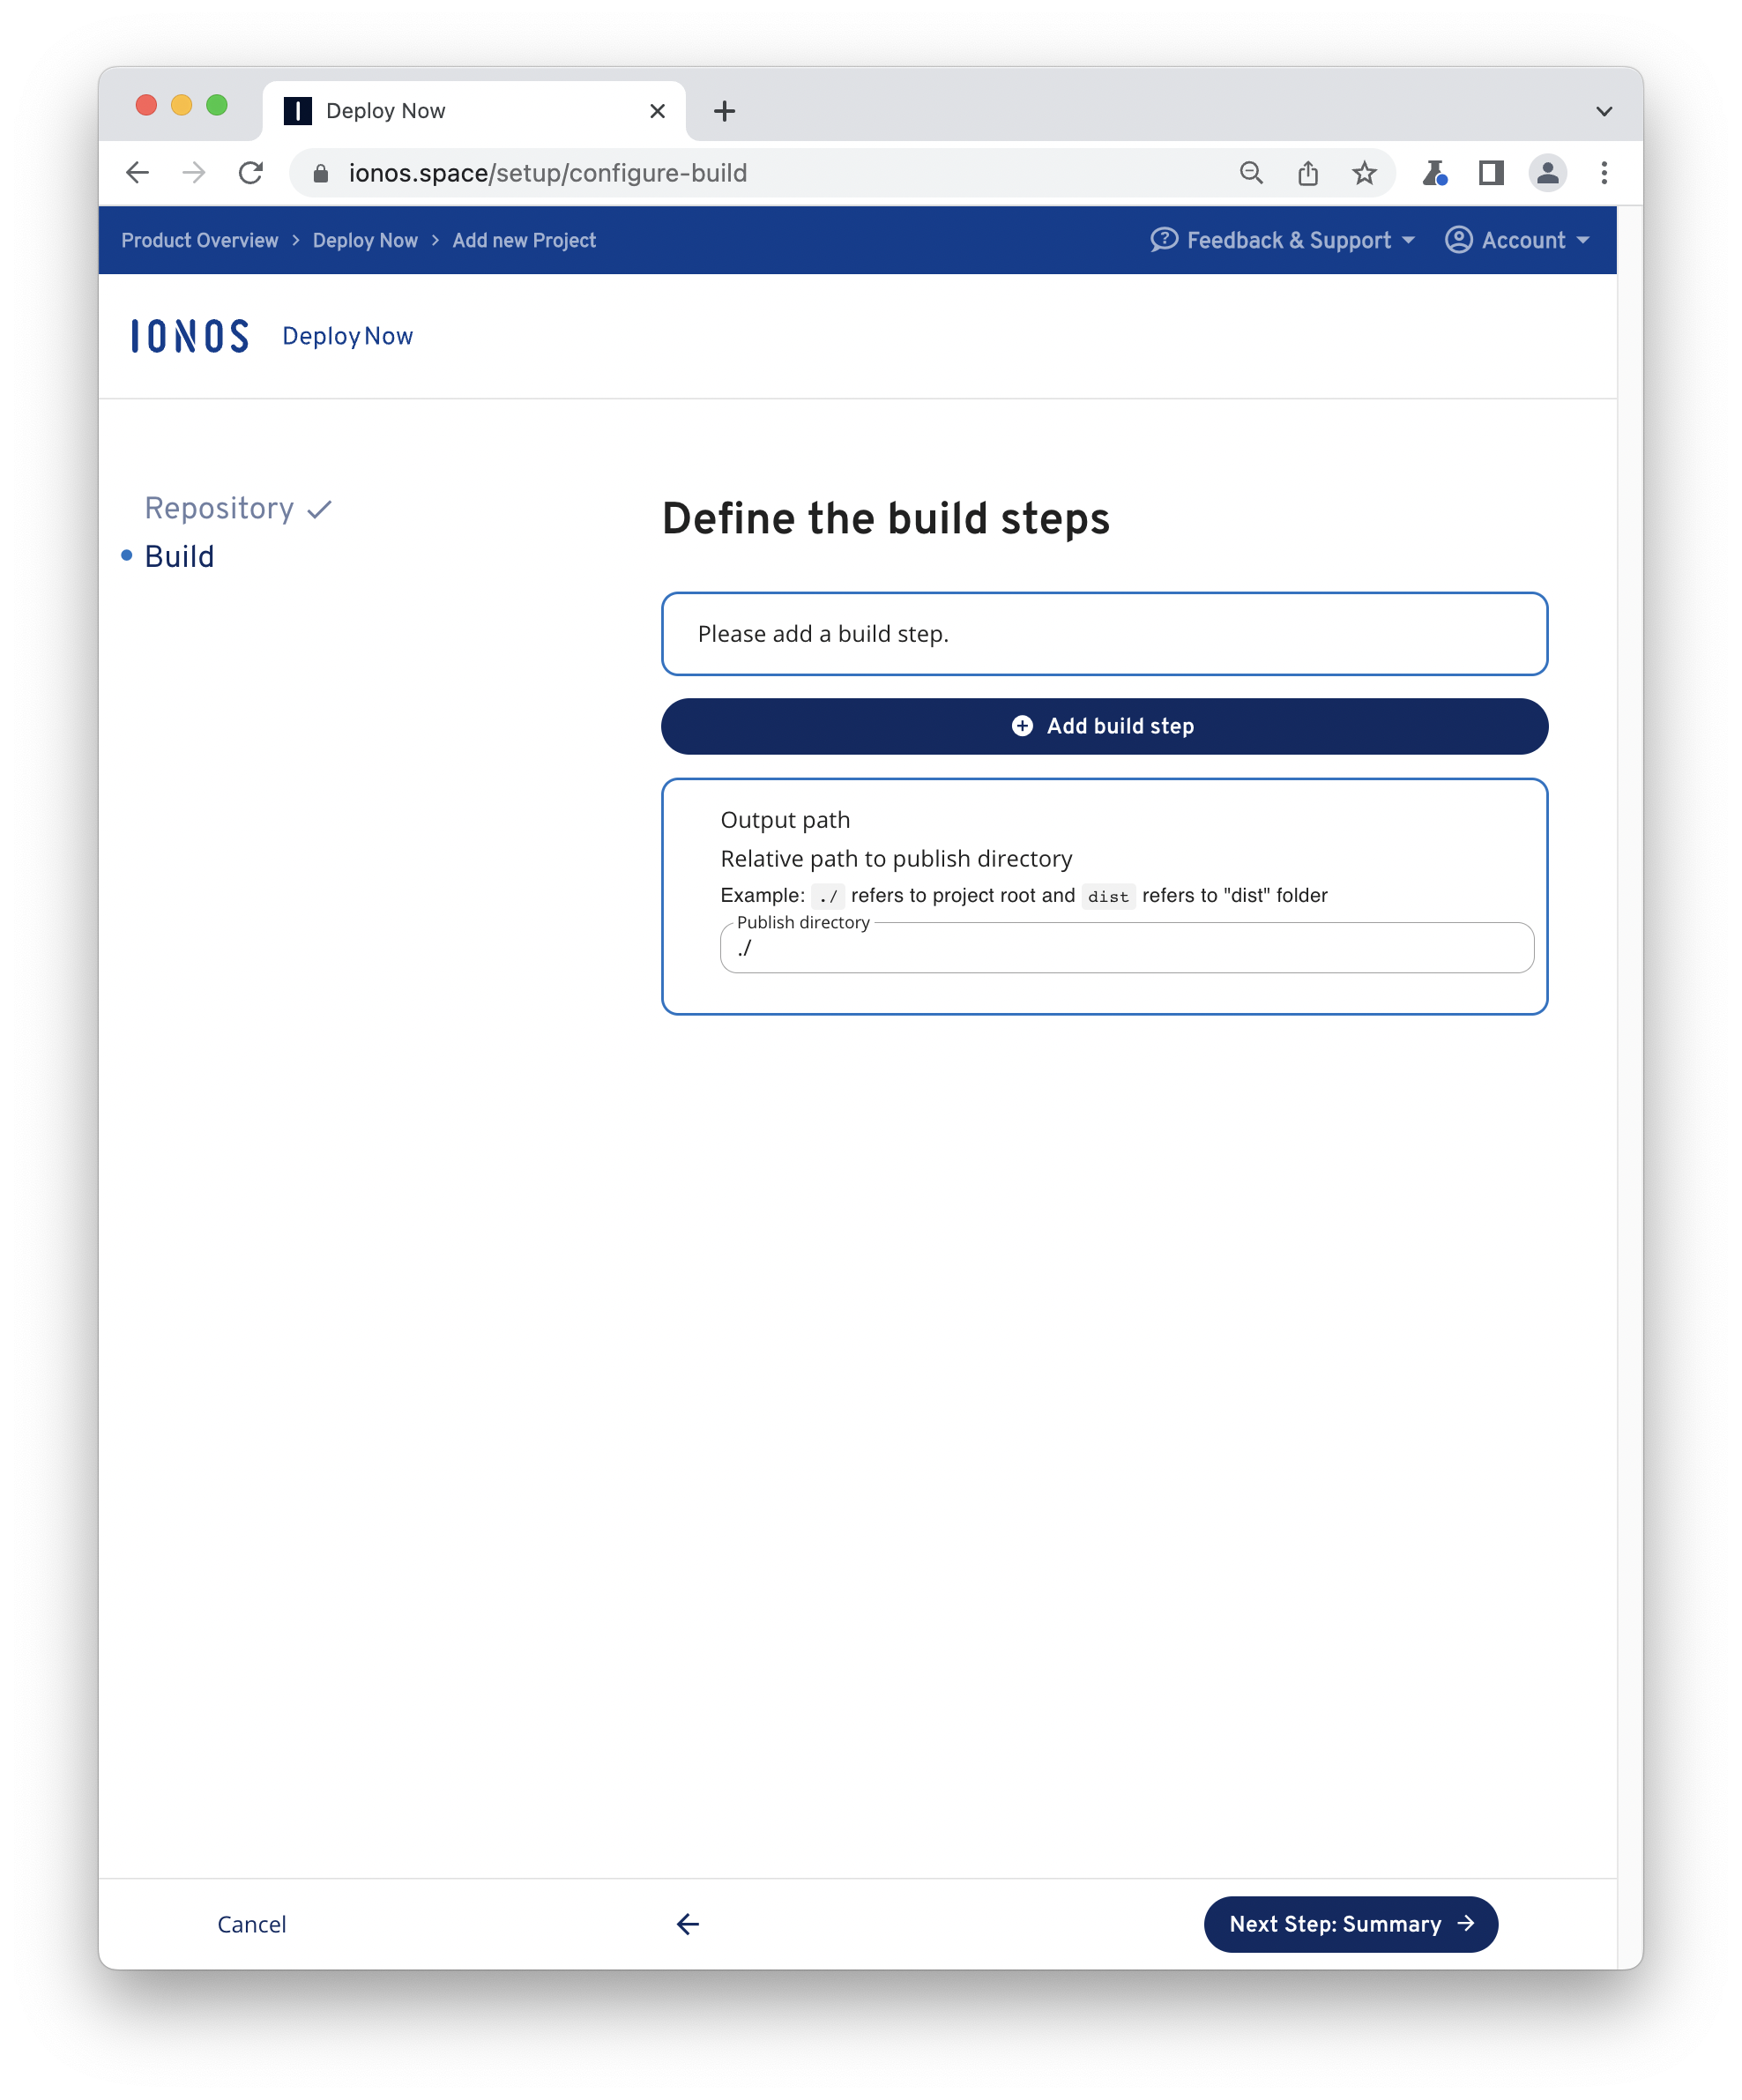 Deploy Now
ionos.space/setup/configure-build
Product Overview > Deploy Now > Add new Project
Feedback & Support
Account
IONOS
Deploy Now
Repository
Build
Define the build steps
Please add a build step.
Add build step
Output path
Relative path to publish directory
Example: ./ refers to project root and dist refers to "dist" folder
Publish directory
./
Cancel
Next Step: Summary